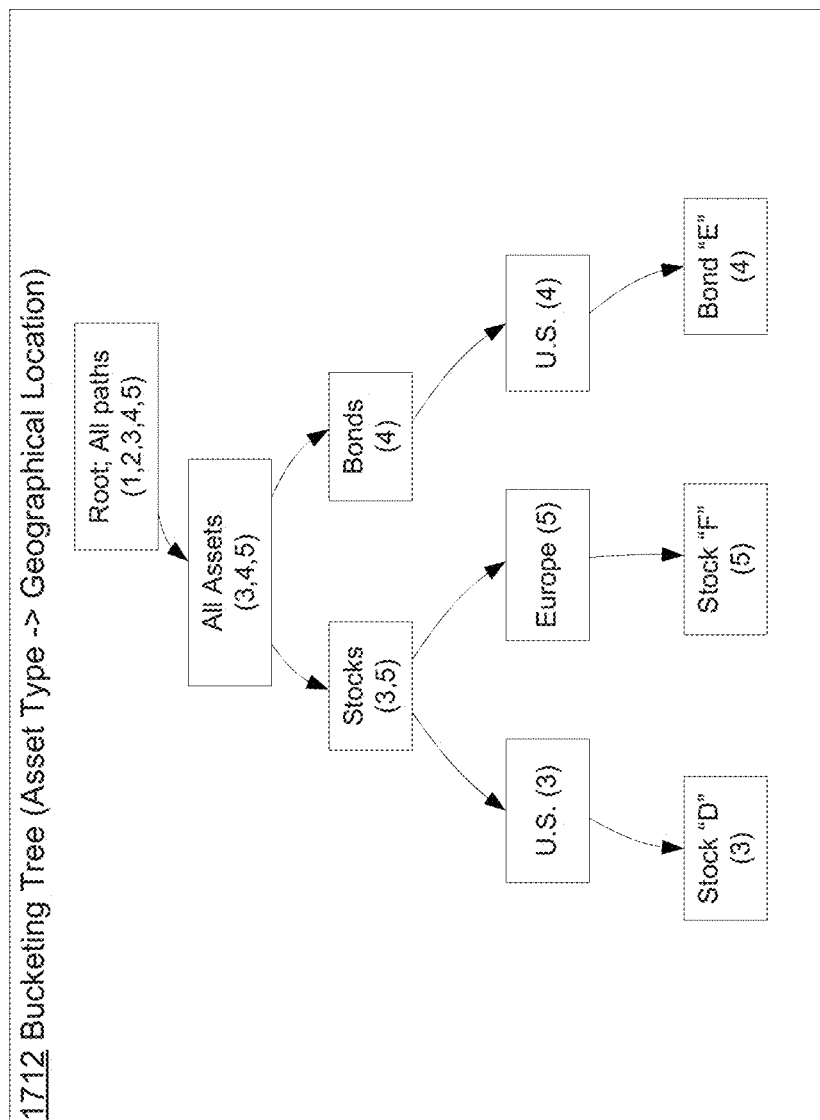 1712 Bucketing Tree (Asset Type -> Geographical Location)
Root; All paths
(1,2,3,4,5)
All Assets
(3,4,5)
Stocks
(3,5)
Bonds
(4)
U.S. (3)
Europe (5)
U.S. (4)
Stock “D”
(3)
Stock “F”
(5)
Bond “E”
(4)